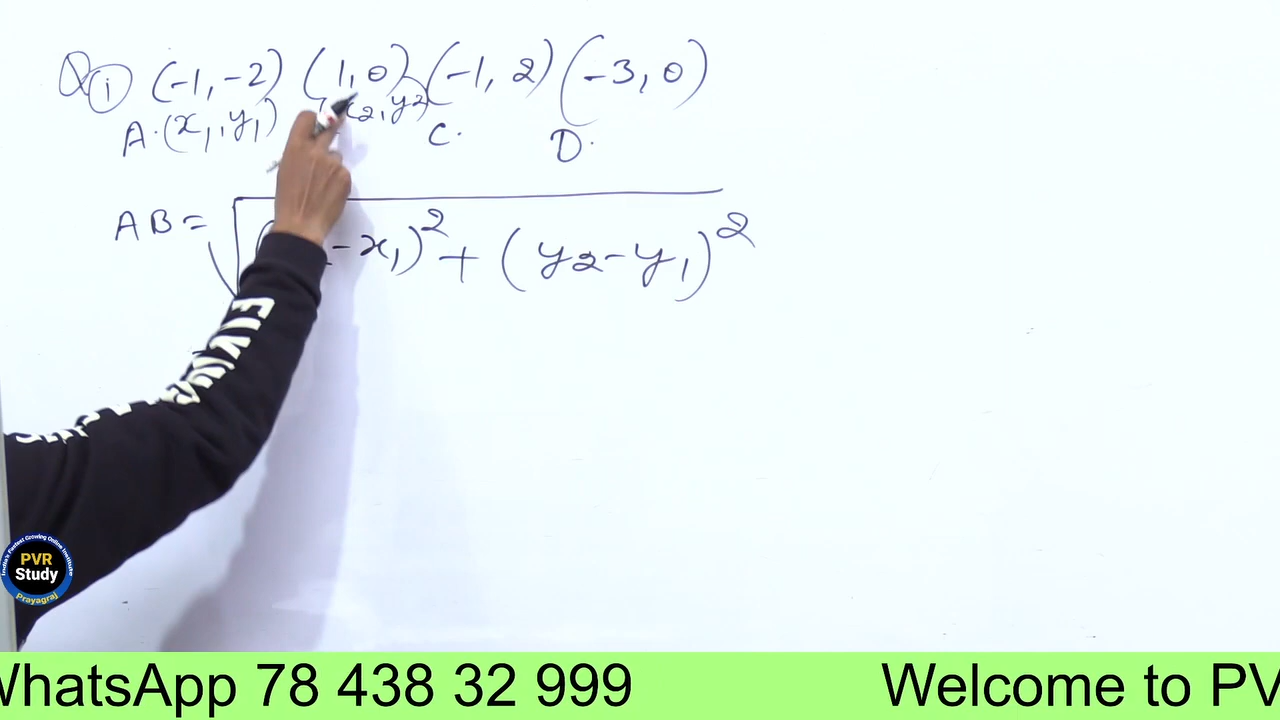 Q (i) (-1, -2) (1, 0) (-1, 2) (-3, 0)
A. (x₁, y₁) x₂, y₂) C. D.
AB = √ - x₁)² + (y₂ - y₁)²
PVR
Study
Prayagraj
WhatsApp 78 438 32 999 Welcome to PV